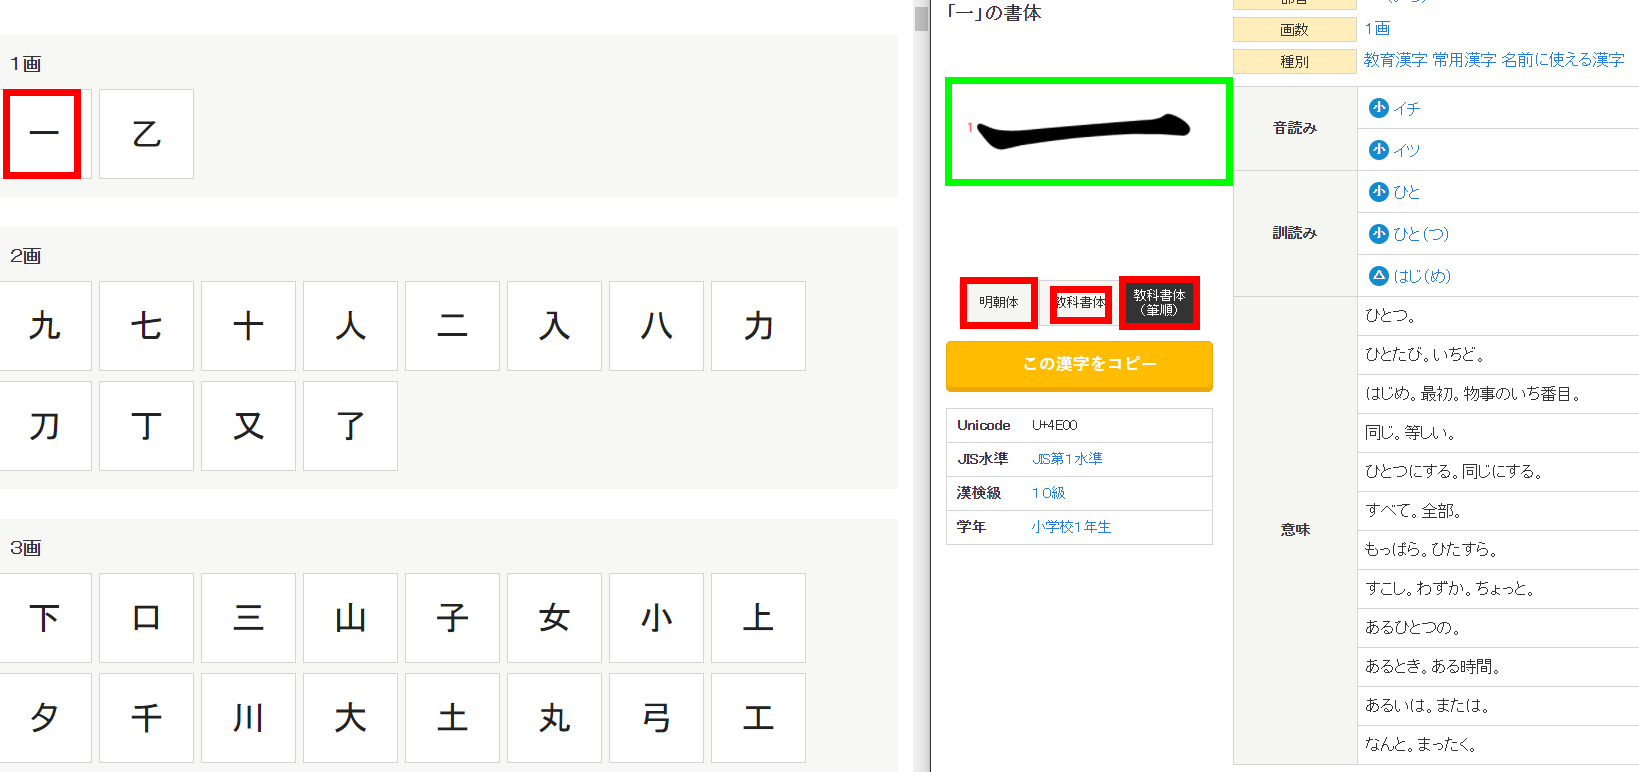 1画
一 乙
2画
九 七 十 人 二 入 八 力
刀 丁 又 了
3画
下 口 三 山 子 女 小 上
夕 千 川 大 土 丸 弓 工
「一」の書体
1
明朝体 教科書体 教科書体
（筆順）
この漢字をコピー
Unicode U+4E00
JIS水準 JIS第1水準
漢検級 10級
学年 小学校1年生
画数 1画
種別 教育漢字 常用漢字 名前に使える漢字
音読み
小 イチ
小 イツ
訓読み
小 ひと
小 ひと（つ）
△ はじ（め）
意味
ひとつ。
ひとたび。いちど。
はじめ。最初。物事のいち番目。
同じ。等しい。
ひとつにする。同じにする。
すべて。全部。
もっぱら。ひたすら。
すこし。わずか。ちょっと。
あるひとつの。
あるとき。ある時間。
あるいは。または。
なんと。まったく。